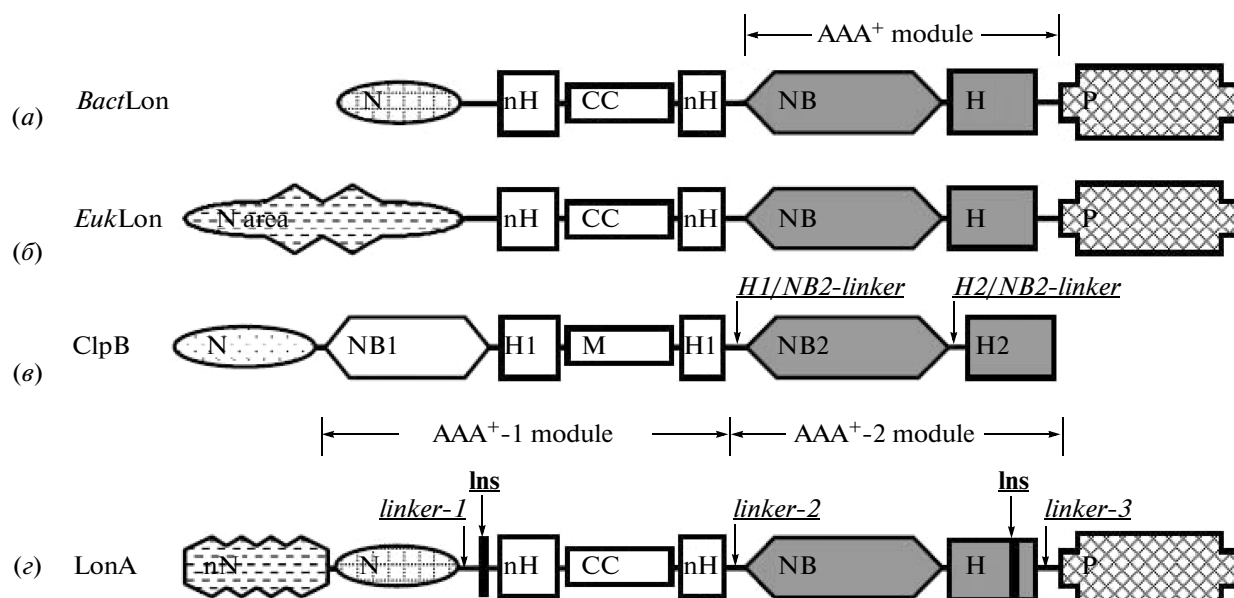 AAA⁺ module
(а) BactLon N nH CC nH NB H P
(б) EukLon N area nH CC nH NB H P
H1/NB2-linker H2/NB2-linker
(в) ClpB N NB1 H1 M H1 NB2 H2
AAA⁺-1 module AAA⁺-2 module
lns lns
linker-1 linker-2 linker-3
(г) LonA nN N nH CC nH NB H P